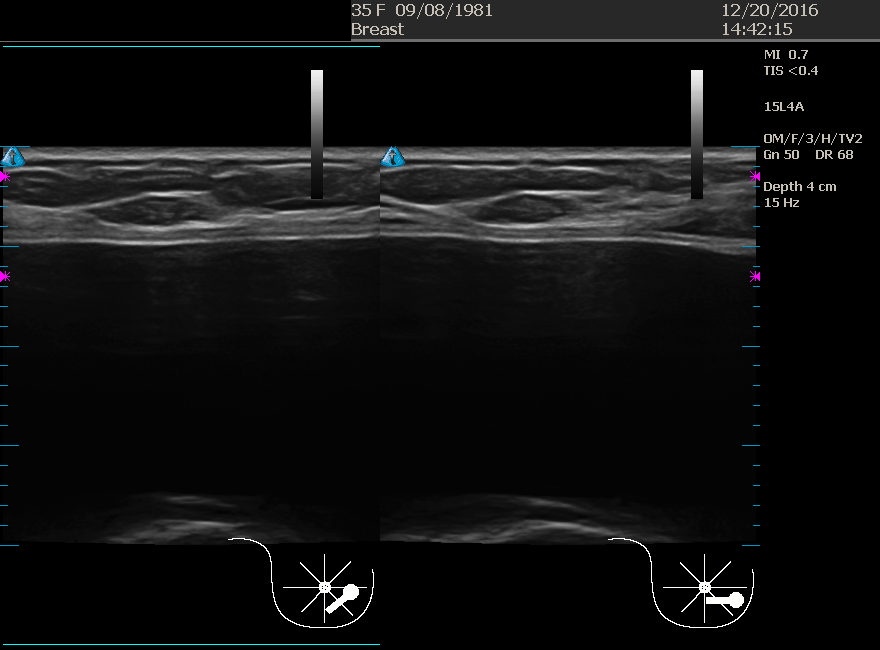 35 F 09/08/1981
12/20/2016
Breast
14:42:15
MI 0.7
TIS <0.4
15L4A
OM/F/3/H/TV2
Gn 50 DR 68
Depth 4 cm
15 Hz